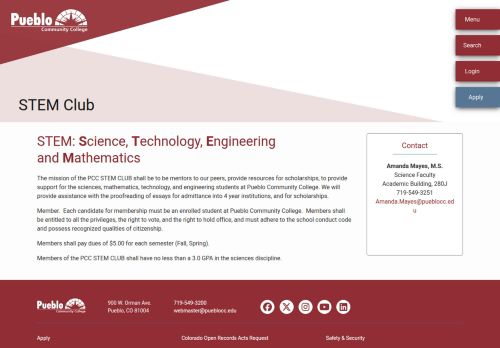 Pueblo
Community College
Menu
Search
Login
Apply
STEM Club
STEM: Science, Technology, Engineering
and Mathematics
The mission of the PCC STEM CLUB shall be to be mentors to our peers, provide resources for scholarships, to provide
support for the sciences, mathematics, technology, and engineering students at Pueblo Community College. We will
provide assistance with the proofreading of essays for admittance into 4 year institutions, and for scholarships.
Member.  Each candidate for membership must be an enrolled student at Pueblo Community College.  Members shall
be entitled to all the privileges, the right to vote, and the right to hold office, and must adhere to the school conduct code
and possess recognized qualities of citizenship.
Members shall pay dues of $5.00 for each semester (Fall, Spring).
Members of the PCC STEM CLUB shall have no less than a 3.0 GPA in the sciences discipline.
Contact
Amanda Mayes, M.S.
Science Faculty
Academic Building, 280J
719-549-3251
Amanda.Mayes@pueblocc.ed
u
Pueblo
Community College
900 W. Orman Ave.
Pueblo, CO 81004
719-549-3200
webmaster@pueblocc.edu
Apply
Colorado Open Records Acts Request
Safety & Security